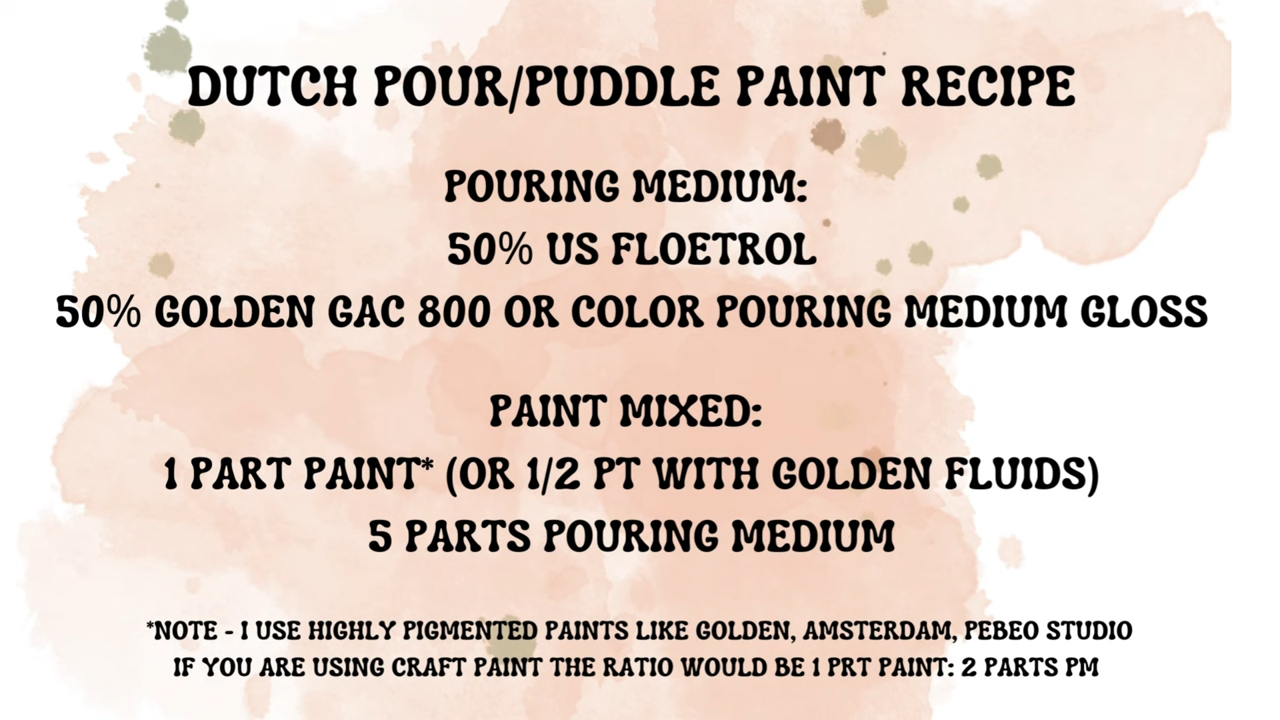 DUTCH POUR/PUDDLE PAINT RECIPE
POURING MEDIUM:
50% US FLOETROL
50% GOLDEN GAC 800 OR COLOR POURING MEDIUM GLOSS
PAINT MIXED:
1 PART PAINT* (OR 1/2 PT WITH GOLDEN FLUIDS)
5 PARTS POURING MEDIUM
*NOTE - I USE HIGHLY PIGMENTED PAINTS LIKE GOLDEN, AMSTERDAM, PEBEO STUDIO
IF YOU ARE USING CRAFT PAINT THE RATIO WOULD BE 1 PRT PAINT: 2 PARTS PM